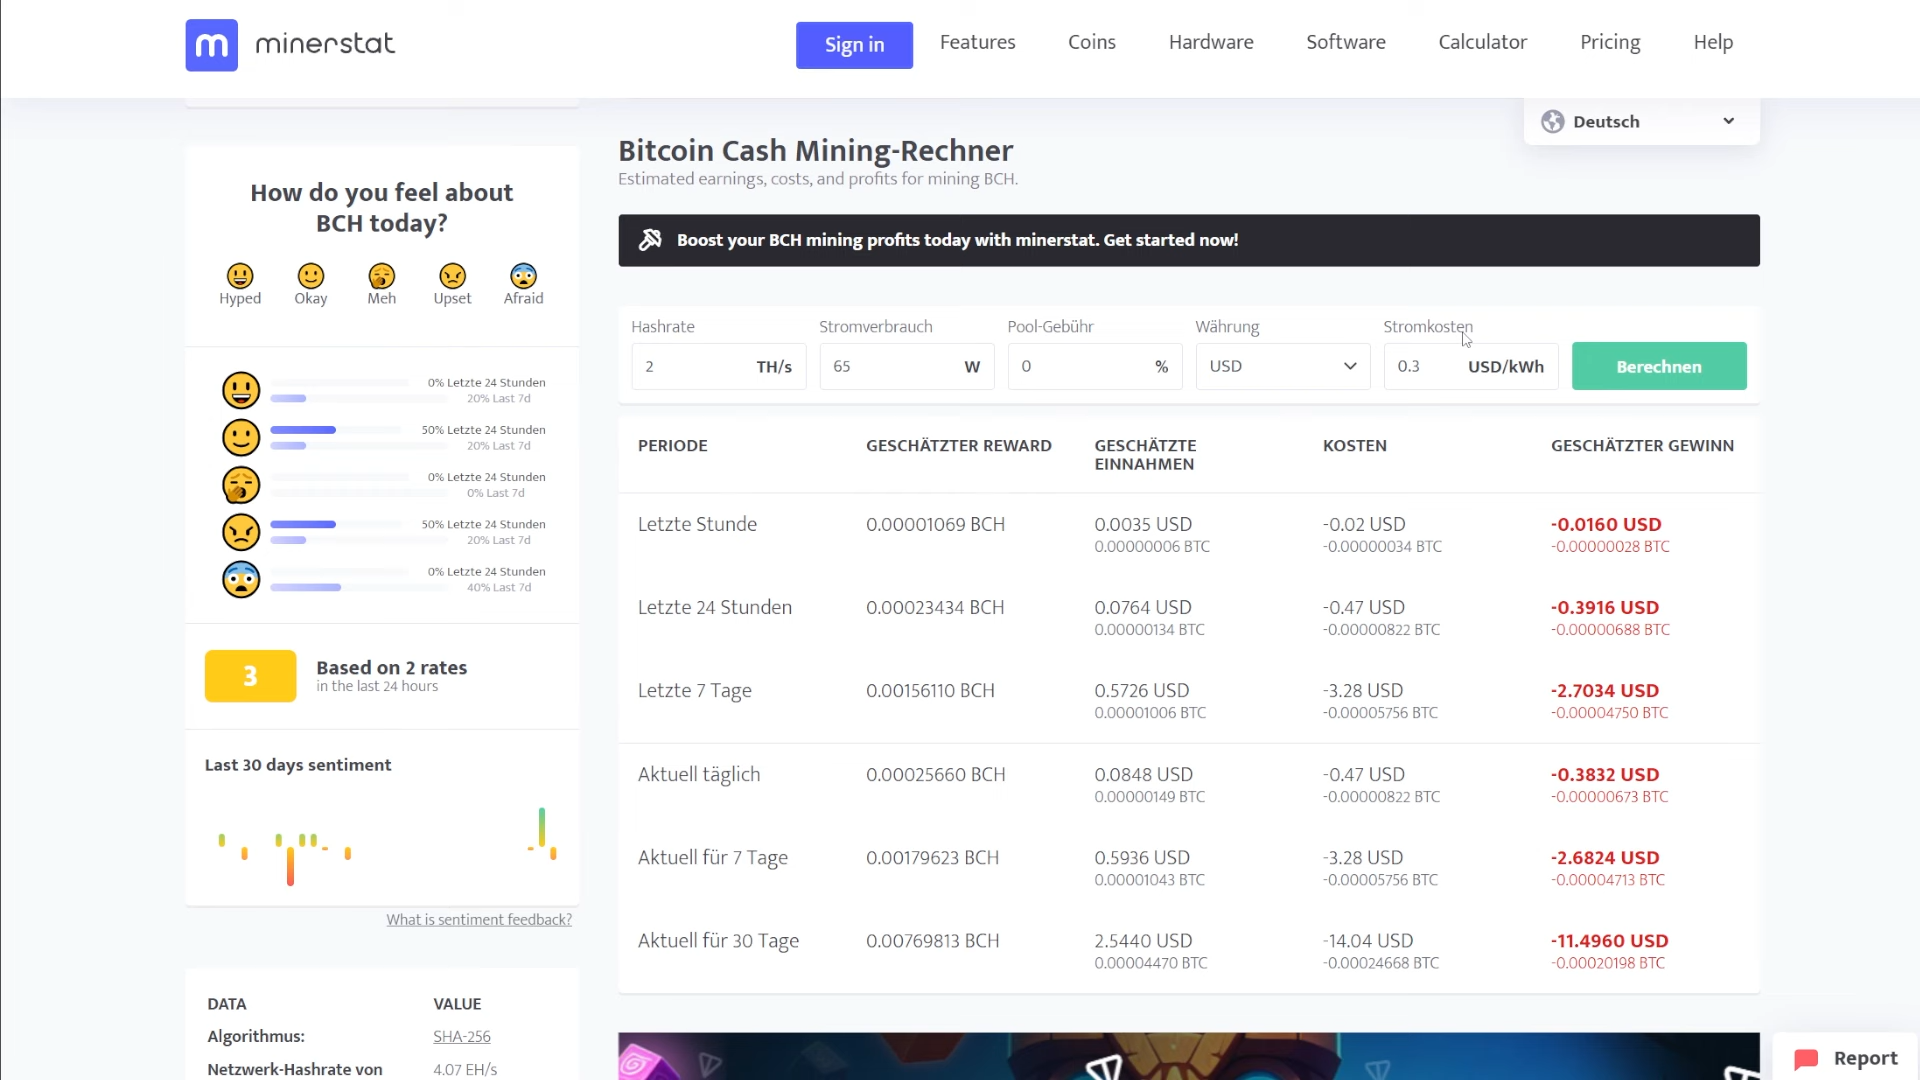 minerstat
Sign in
Features
Coins
Hardware
Software
Calculator
Pricing
Help
Deutsch
How do you feel about
BCH today?
Hyped
Okay
Meh
Upset
Afraid
0% Letzte 24 Stunden
20% Last 7d
50% Letzte 24 Stunden
20% Last 7d
0% Letzte 24 Stunden
0% Last 7d
50% Letzte 24 Stunden
20% Last 7d
0% Letzte 24 Stunden
40% Last 7d
3
Based on 2 rates
in the last 24 hours
Last 30 days sentiment
What is sentiment feedback?
DATA VALUE
Algorithmus: SHA-256
Netzwerk-Hashrate von 4.07 EH/s
Bitcoin Cash Mining-Rechner
Estimated earnings, costs, and profits for mining BCH.
Boost your BCH mining profits today with minerstat. Get started now!
Hashrate Stromverbrauch Pool-Gebühr Währung Stromkosten
2 TH/s 65 W 0 % USD 0.3 USD/kWh Berechnen
PERIODE GESCHÄTZTER REWARD GESCHÄTZTE KOSTEN GESCHÄTZTER GEWINN
EINNAHMEN
Letzte Stunde 0.00001069 BCH 0.0035 USD -0.02 USD -0.0160 USD
0.00000006 BTC -0.00000034 BTC -0.00000028 BTC
Letzte 24 Stunden 0.00023434 BCH 0.0764 USD -0.47 USD -0.3916 USD
0.00000134 BTC -0.00000822 BTC -0.00000688 BTC
Letzte 7 Tage 0.00156110 BCH 0.5726 USD -3.28 USD -2.7034 USD
0.00001006 BTC -0.00005756 BTC -0.00004750 BTC
Aktuell täglich 0.00025660 BCH 0.0848 USD -0.47 USD -0.3832 USD
0.00000149 BTC -0.00000822 BTC -0.00000673 BTC
Aktuell für 7 Tage 0.00179623 BCH 0.5936 USD -3.28 USD -2.6824 USD
0.00001043 BTC -0.00005756 BTC -0.00004713 BTC
Aktuell für 30 Tage 0.00769813 BCH 2.5440 USD -14.04 USD -11.4960 USD
0.00004470 BTC -0.00024668 BTC -0.00020198 BTC
Report